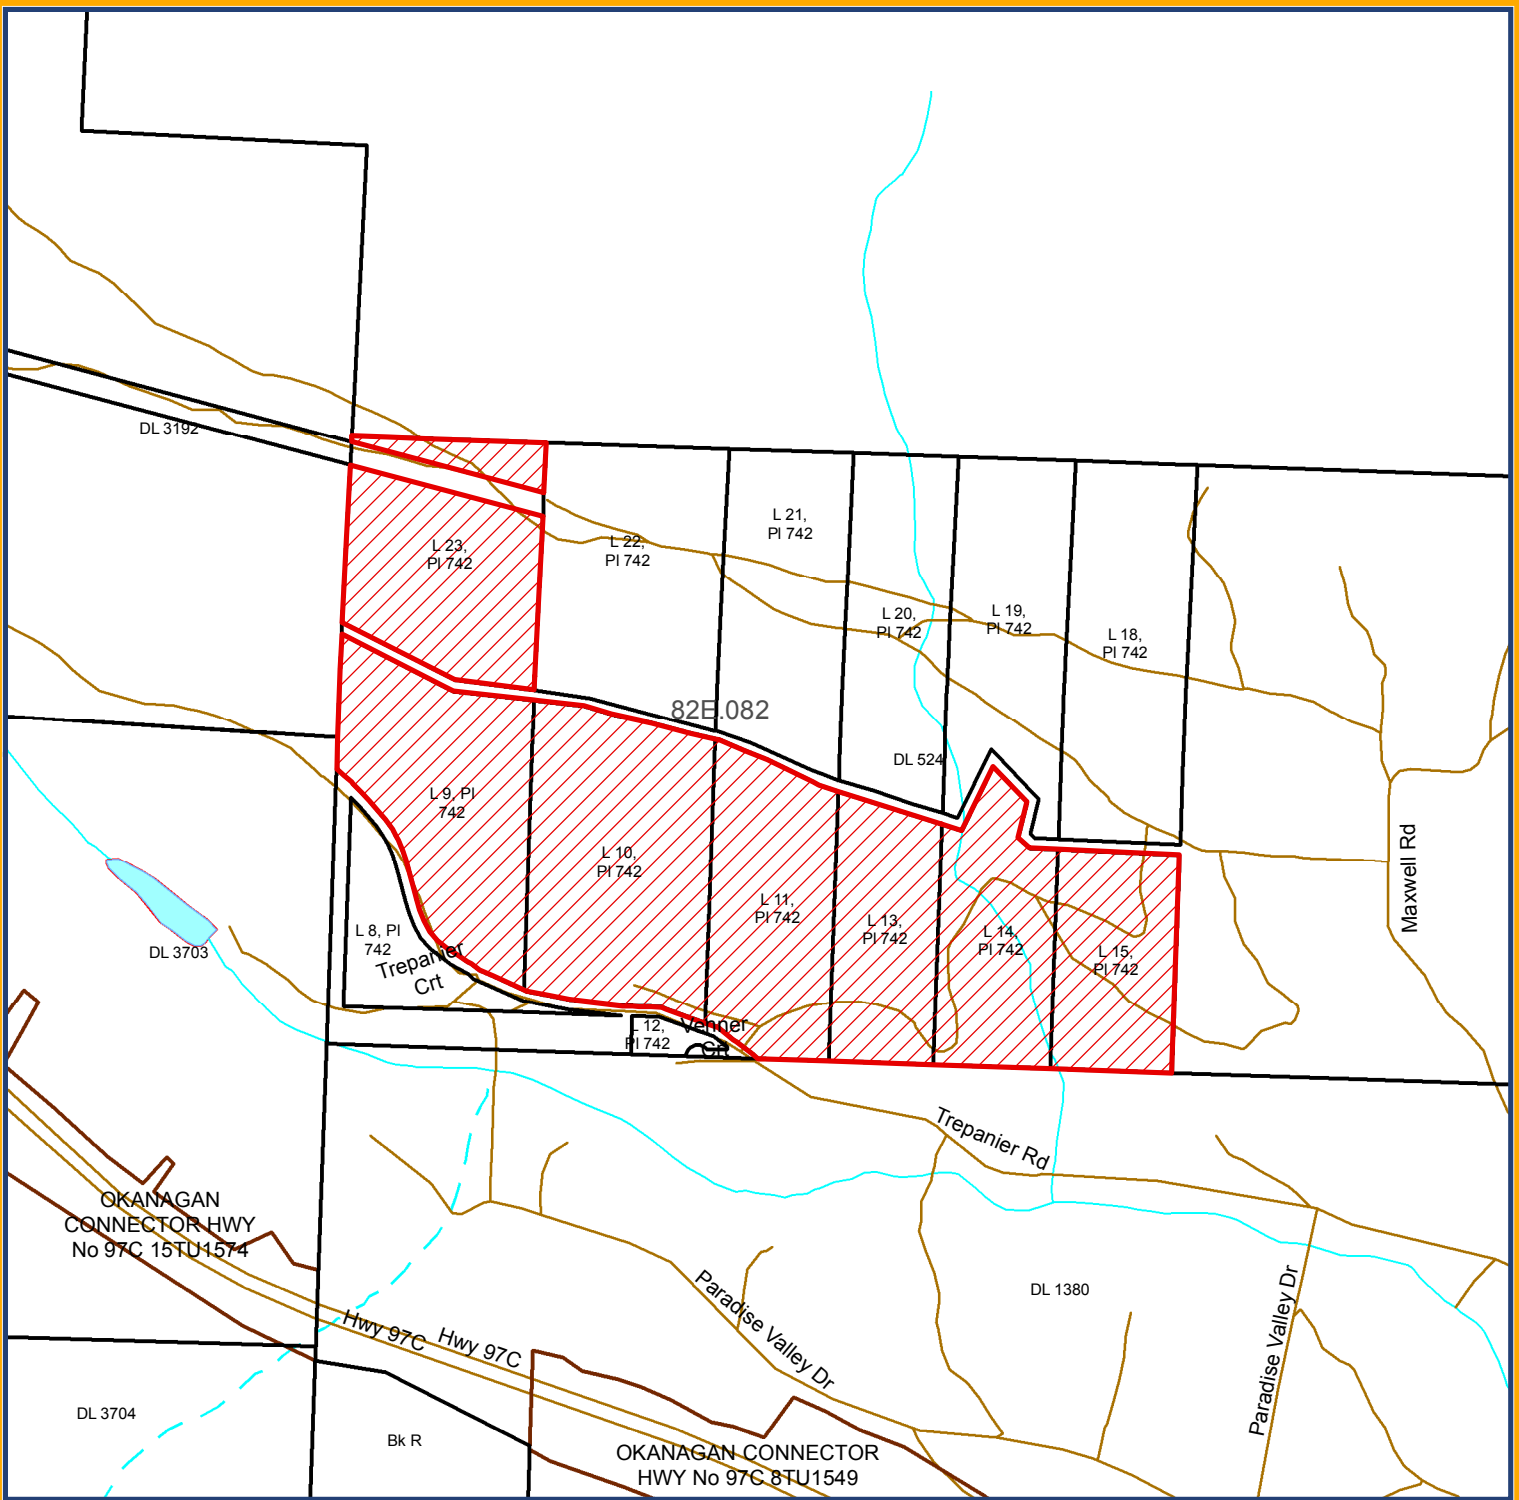 DL 3192
L 21,
Pl 742
L 23,
Pl 742
L 22,
Pl 742
L 20,
Pl 742
L 19,
Pl 742
L 18,
Pl 742
82E.082
DL 524
L 9, Pl
742
L 10,
Pl 742
Maxwell Rd
L 11,
Pl 742
L 13,
Pl 742
L 14,
Pl 742
L 15,
Pl 742
L 8, Pl
742
DL 3703
Trepanier
Crt
L 12,
Pl 742
Venner
Crt
Trepanier Rd
OKANAGAN
CONNECTOR HWY
No 97C 15TU1574
Hwy 97C
Hwy 97C
Paradise Valley Dr
DL 1380
Paradise Valley Dr
DL 3704
Bk R
OKANAGAN CONNECTOR
HWY No 97C 8TU1549